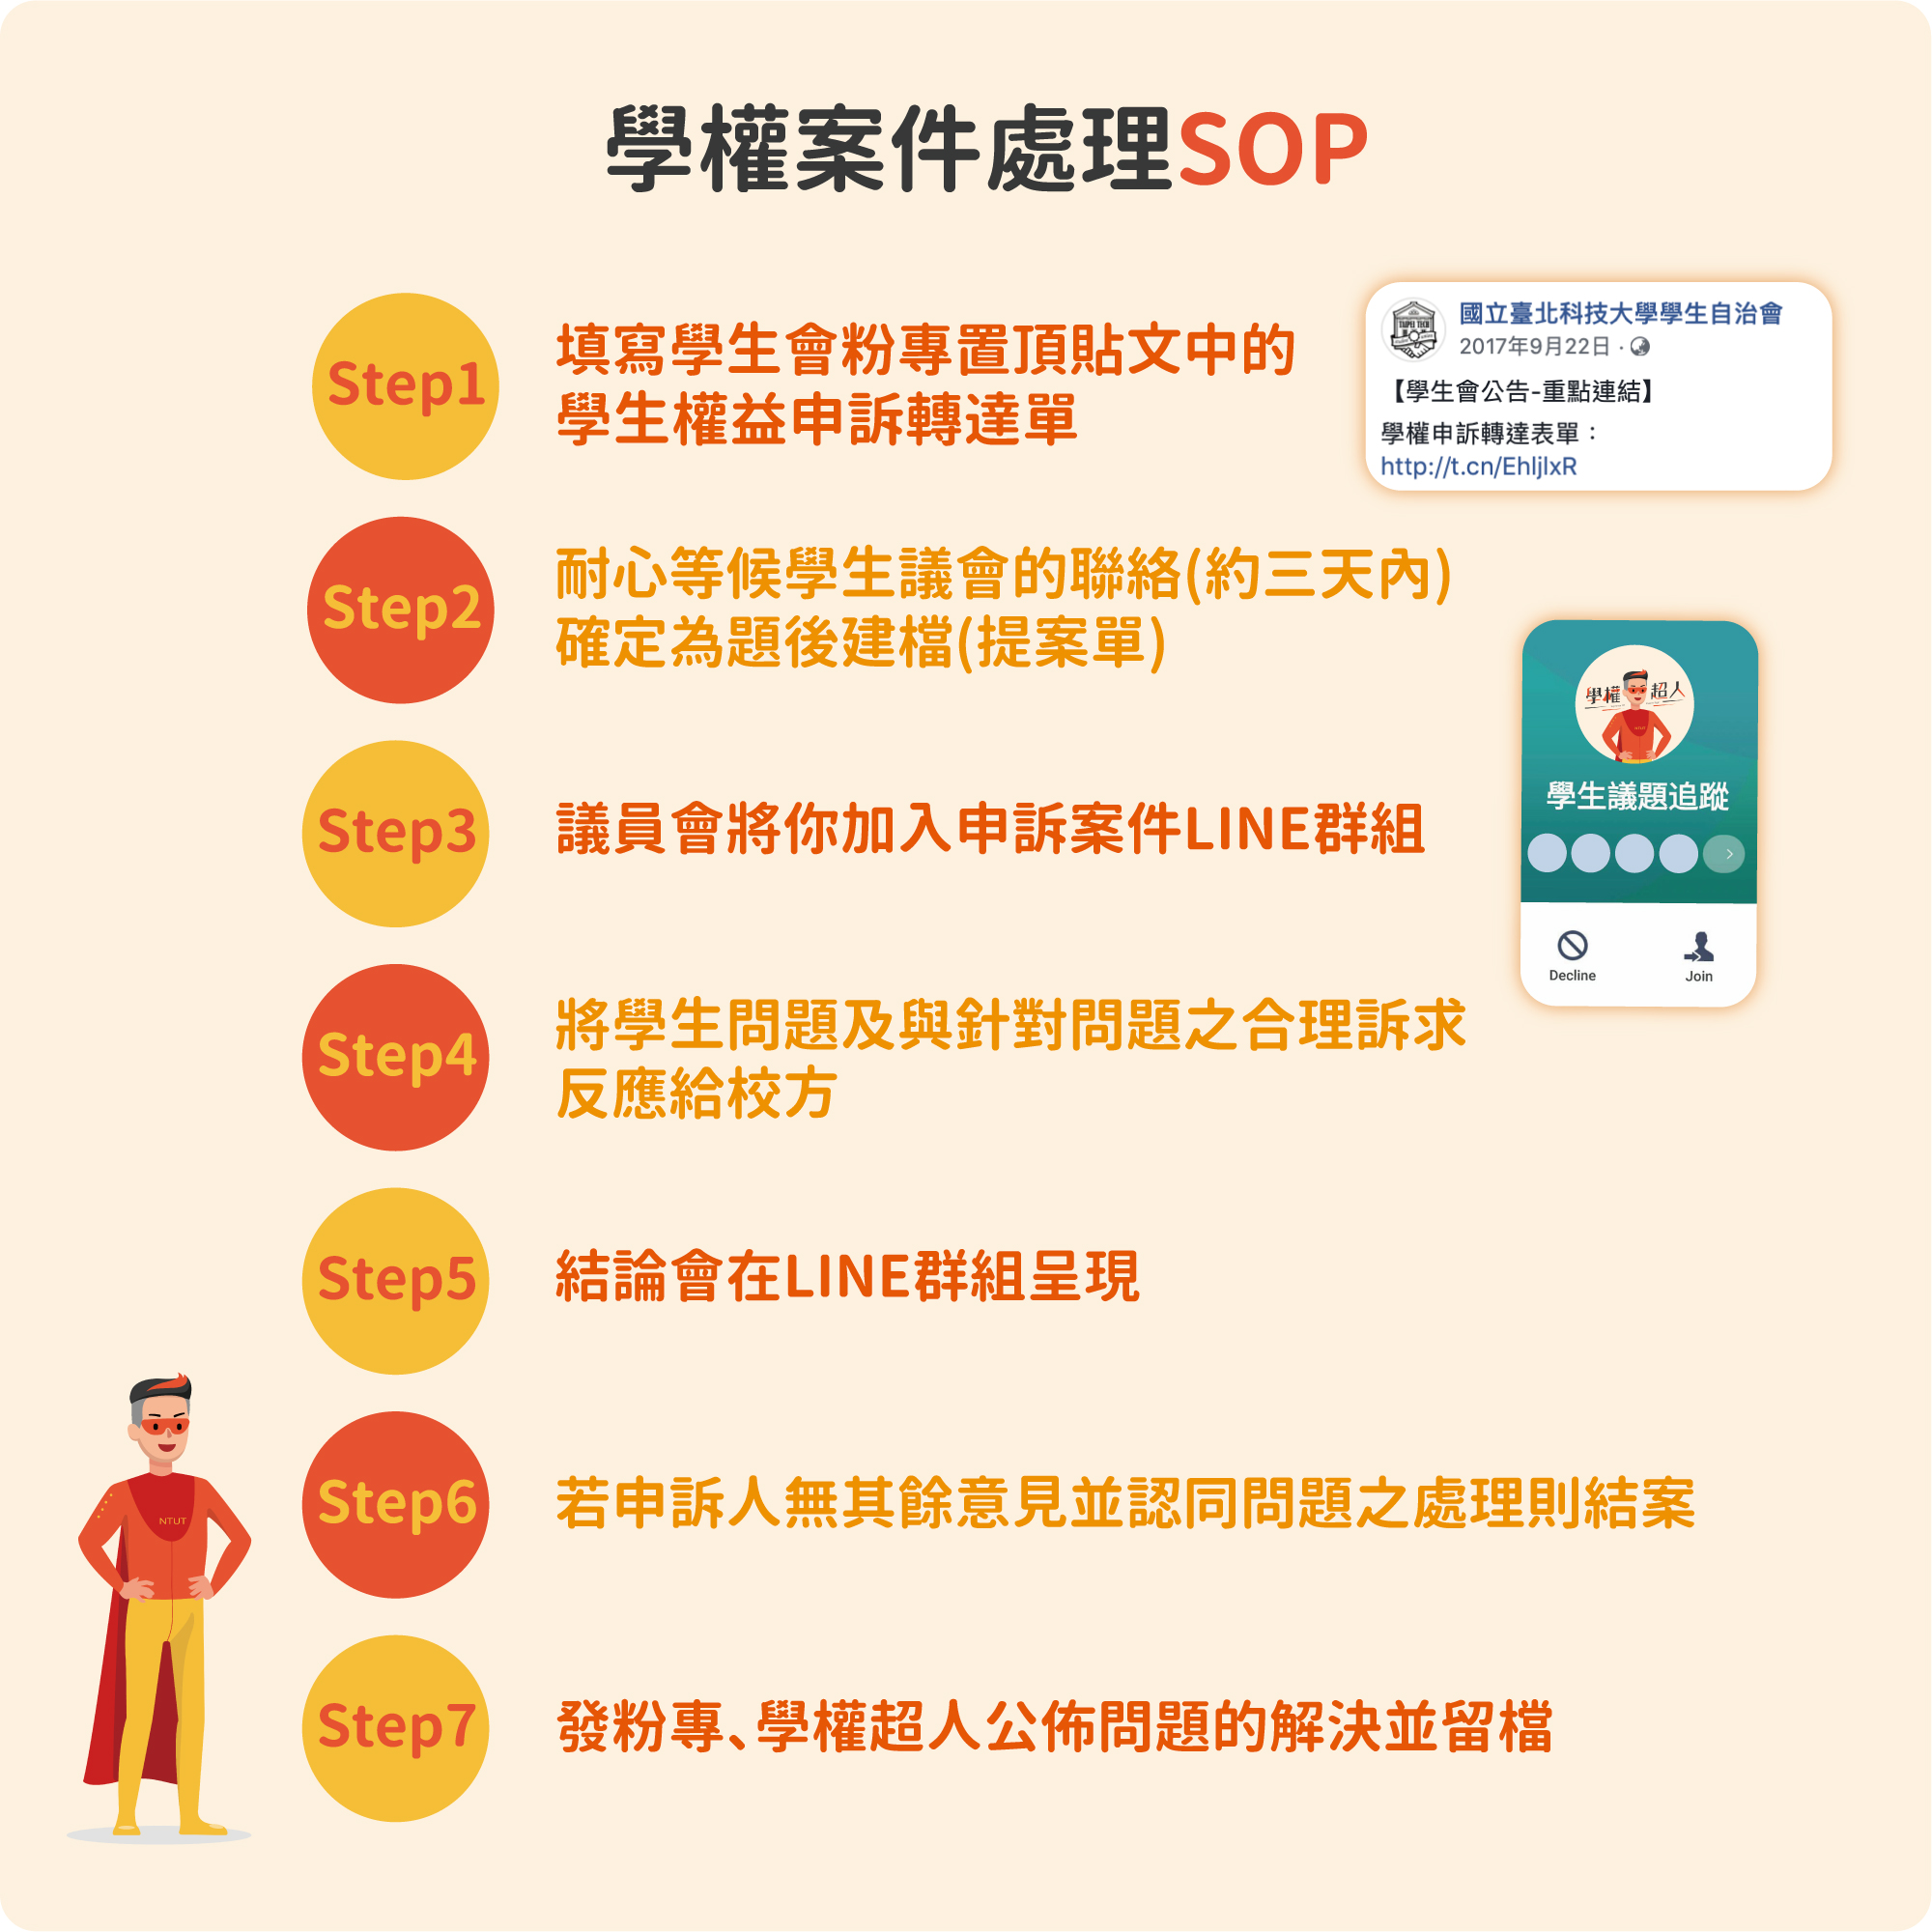 學權案件處理SOP
Step1
填寫學生會粉專置頂貼文中的
學生權益申訴轉達單
國立臺北科技大學學生自治會
2017年9月22日 ·
【學生會公告-重點連結】
學權申訴轉達表單：
http://t.cn/EhljlxR
Step2
耐心等候學生議會的聯絡(約三天內)
確定為題後建檔(提案單)
學權超人
學生議題追蹤
Decline
Join
Step3
議員會將你加入申訴案件LINE群組
Step4
將學生問題及與針對問題之合理訴求
反應給校方
Step5
結論會在LINE群組呈現
Step6
若申訴人無其餘意見並認同問題之處理則結案
NTUT
Step7
發粉專、學權超人公佈問題的解決並留檔